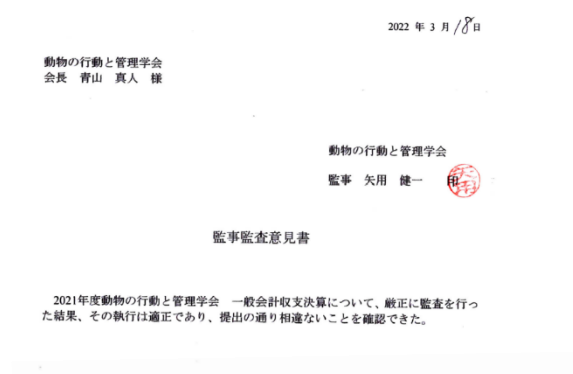 2022 年 3 月 18 日
動物の行動と管理学会
会長 青山 真人 様
動物の行動と管理学会
監事 矢用 健一 印
監事監査意見書
2021年度動物の行動と管理学会 一般会計収支決算について、厳正に監査を行っ
た結果、その執行は適正であり、提出の通り相違ないことを確認できた。